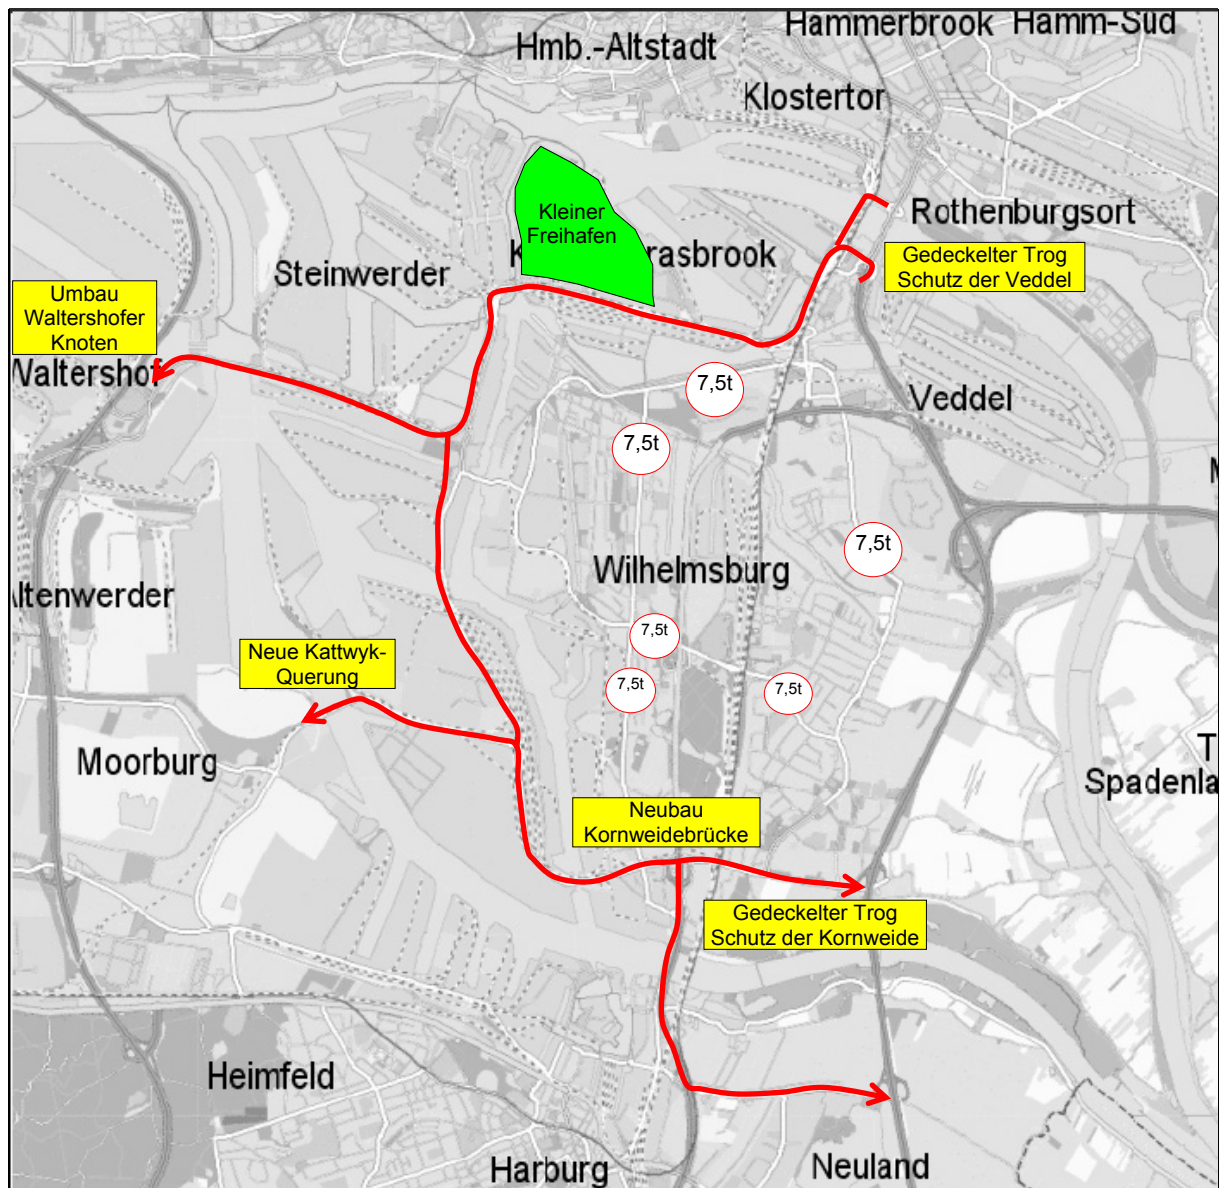 Hammerbrook
Hamm-Süd
Hmb.-Altstadt
Klostertor
Kleiner
Freihafen
Rothenburgsort
rasbrook
Steinwerder
Gedeckelter Trog
Schutz der Veddel
Umbau
Waltershofer
Knoten
Waltershof
7,5t
Veddel
7,5t
7,5t
Wilhelmsburg
Altenwerder
7,5t
Neue Kattwyk-
Querung
7,5t
7,5t
Moorburg
Spadenla
Neubau
Kornweidebrücke
Gedeckelter Trog
Schutz der Kornweide
Heimfeld
Harburg
Neuland